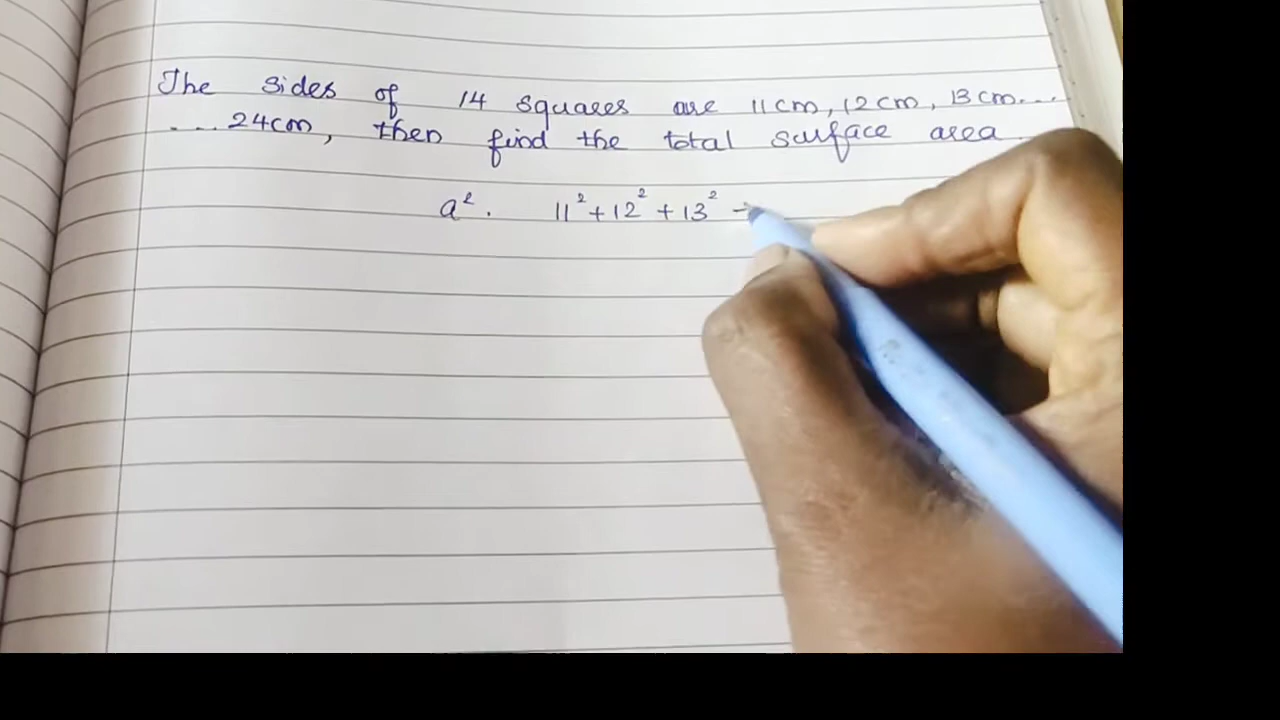 The sides of 14 squares are 11cm, 12cm, 13cm...
... 24cm, then find the total surface area
a². 11² + 12² + 13² +